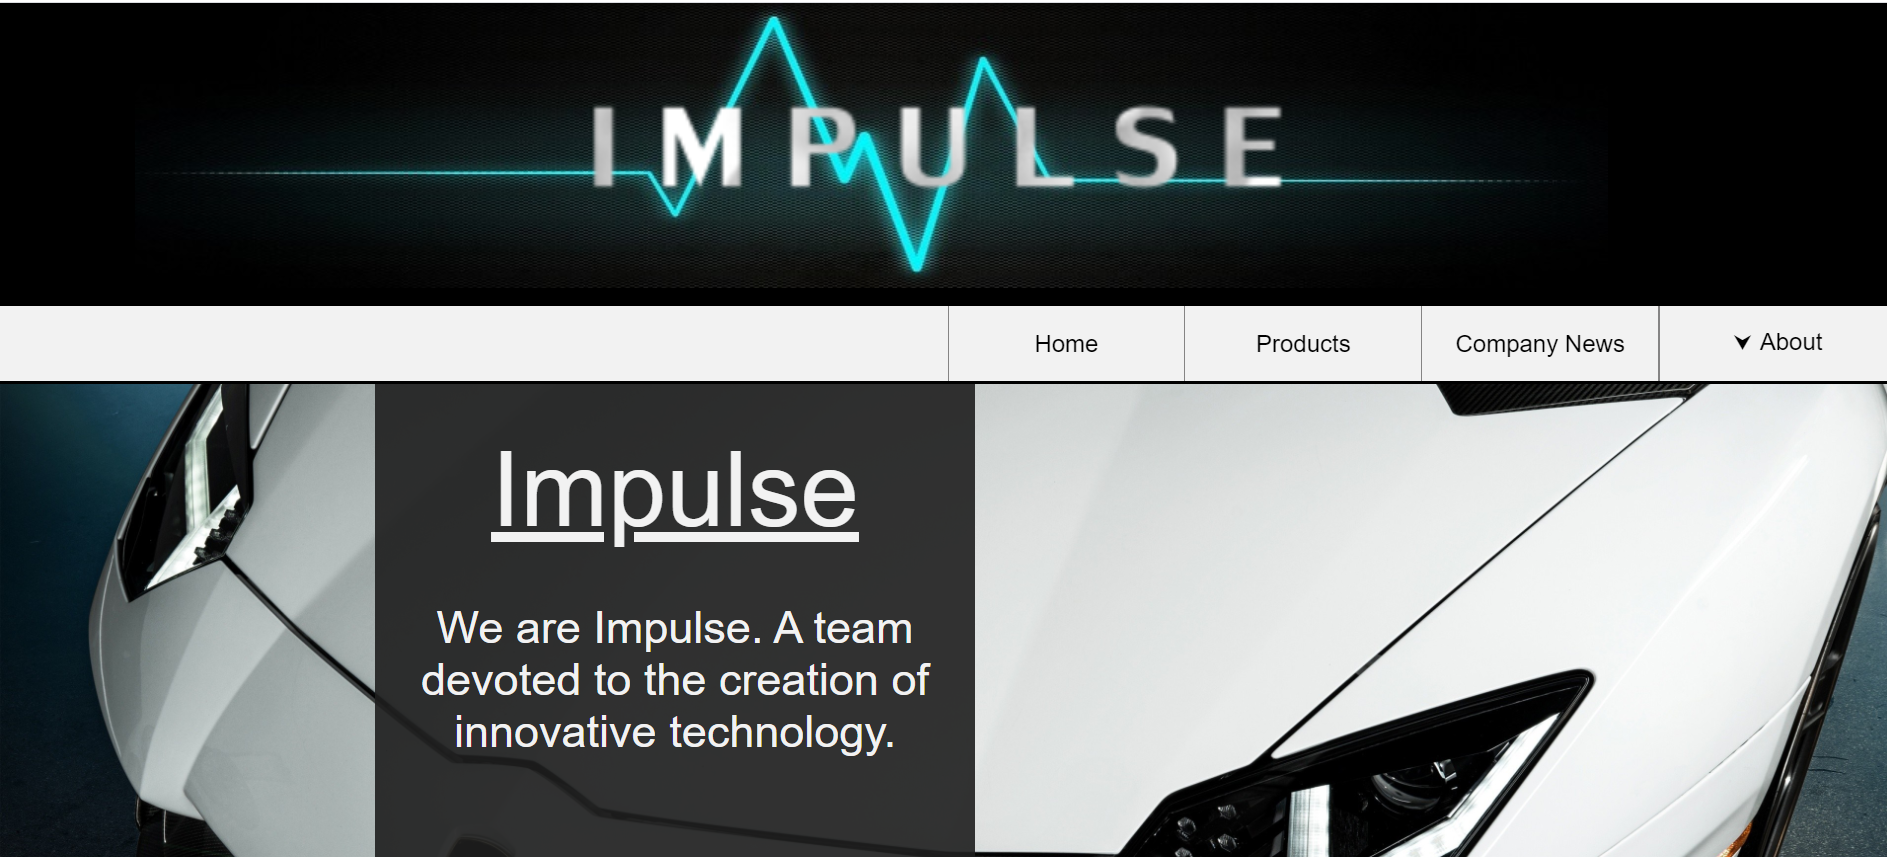 IMPULSE
Home
Products
Company News
About
Impulse
We are Impulse. A team
devoted to the creation of
innovative technology.